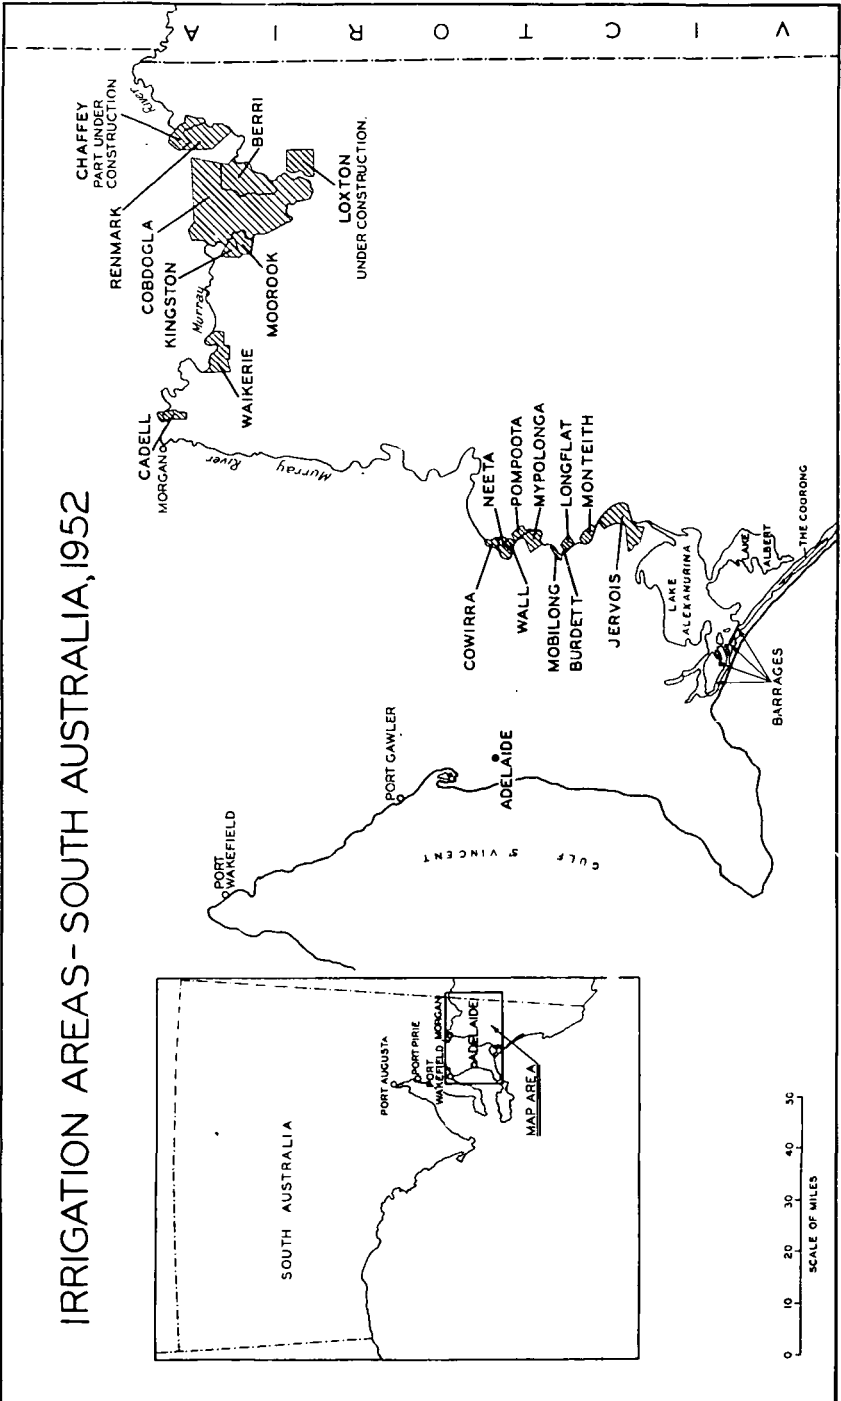 IRRIGATION AREAS-SOUTH AUSTRALIA, 1952
VICTORIA
CHAFFEY
PART UNDER
CONSTRUCTION
RENMARK
COBDOGLA
KINGSTON
River
BERRI
LOXTON
UNDER CONSTRUCTION.
MOOROOK
Murray
WAIKERIE
CADELL
MORGAN
River
Murray
NEETA
POMPOOTA
MYPOLONGA
LONGFLAT
MONTEITH
COWIRRA
WALL
MOBILONG
BURDETT
JERVOIS
LAKE
ALEXANURINA
LAKE
ALBERT
THE COURONG
BARRAGES
PORT
WAKEFIELD
PORT GAWLER
ADELAIDE
GULF St VINCENT
SOUTH AUSTRALIA
PORT AUGUSTA
PORT PIRIE
PORT
WAKEFIELD
MORGAN
ADELAIDE
MAP AREA
0 10 20 30 40 50
SCALE OF MILES